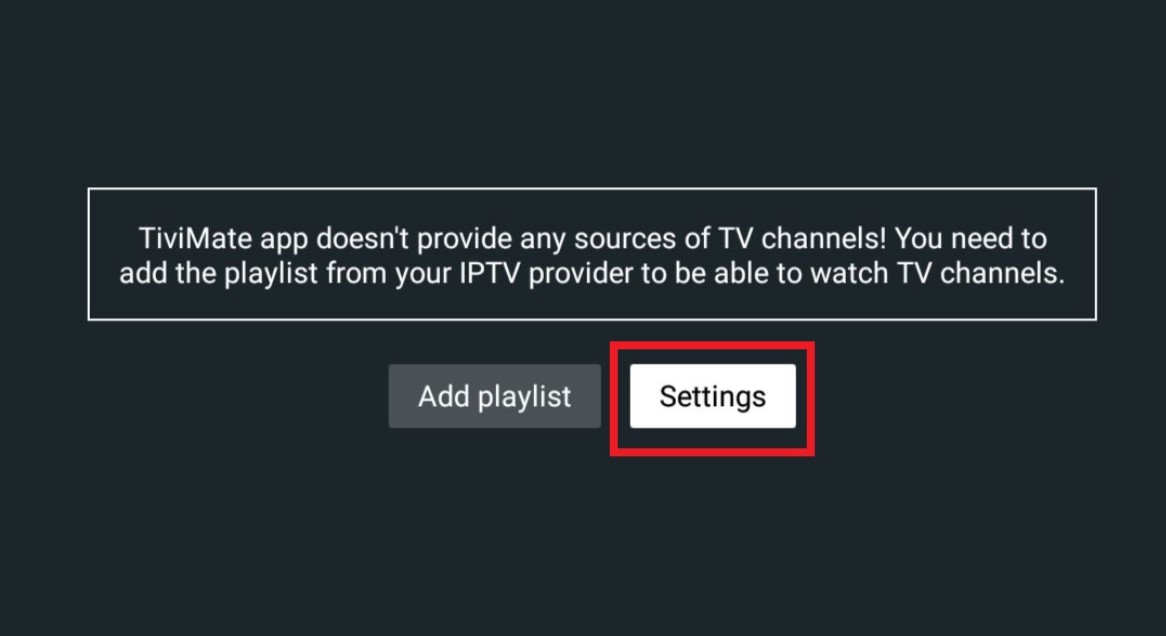 TiviMate app doesn't provide any sources of TV channels! You need to
add the playlist from your IPTV provider to be able to watch TV channels.
Add playlist
Settings